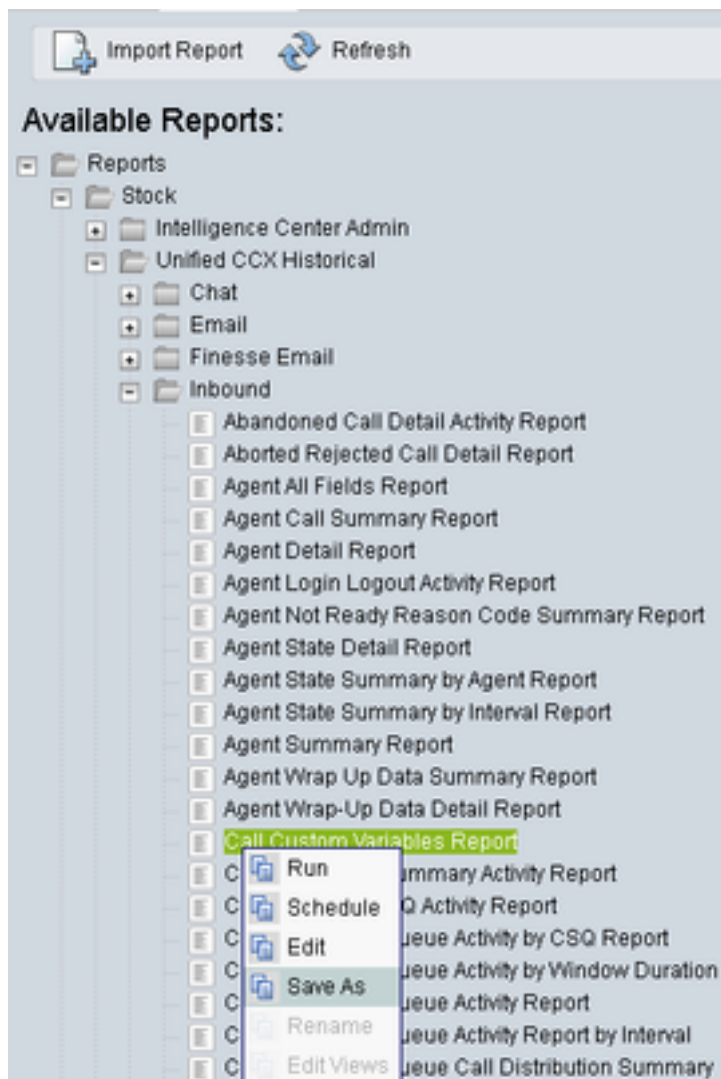 Import Report Refresh
Available Reports:
Reports
Stock
Intelligence Center Admin
Unified CCX Historical
Chat
Email
Finesse Email
Inbound
Abandoned Call Detail Activity Report
Aborted Rejected Call Detail Report
Agent All Fields Report
Agent Call Summary Report
Agent Detail Report
Agent Login Logout Activity Report
Agent Not Ready Reason Code Summary Report
Agent State Detail Report
Agent State Summary by Agent Report
Agent State Summary by Interval Report
Agent Summary Report
Agent Wrap Up Data Summary Report
Agent Wrap-Up Data Detail Report
Call Custom Variables Report
C Run Activity Report
C Schedule Activity Report
C Edit Activity by CSQ Report
C Save As Activity by Window Duration
C Rename Activity Report
C Activity Report by Interval
C Edit Views Call Distribution Summary